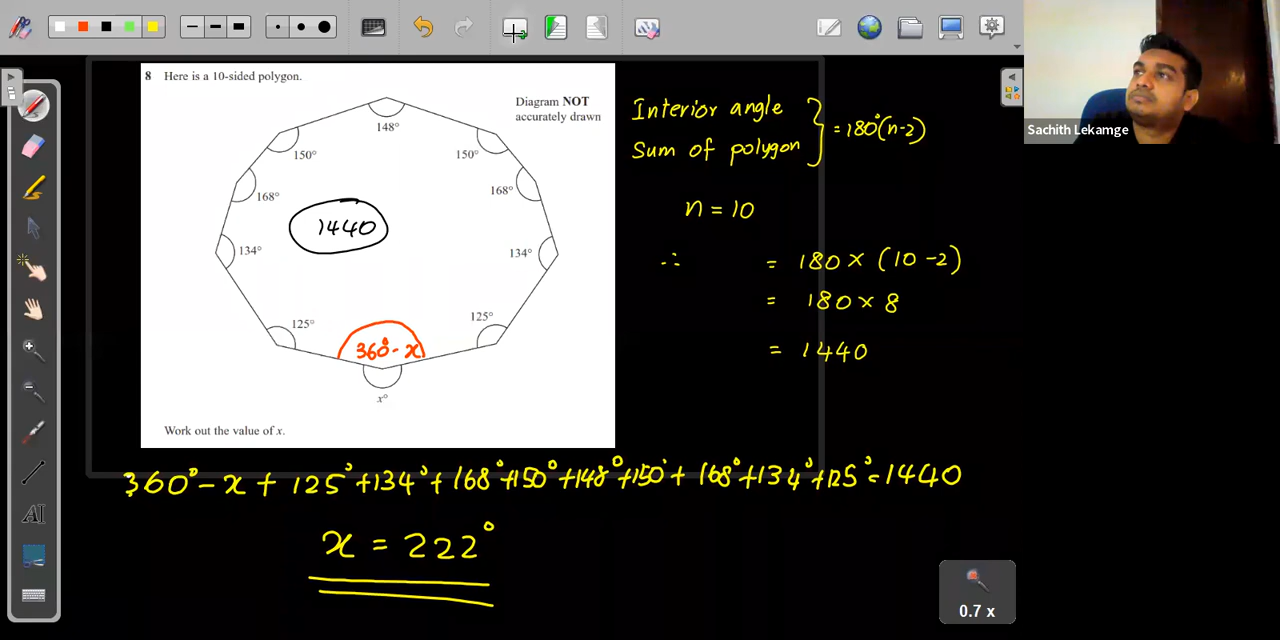 8 Here is a 10-sided polygon.
Diagram NOT
accurately drawn
148°
150°
150°
168°
168°
1440
134°
134°
125°
125°
360° - x
x°
Work out the value of x.
Interior angle
Sum of polygon } = 180°(n-2)
n = 10
∴ = 180 × (10 - 2)
= 180 × 8
= 1440
360° - x + 125° + 134° + 168° + 150° + 148° + 150° + 168° + 134° + 125° = 1440
x = 222°
Sachith Lekamge
AI
0.7 x